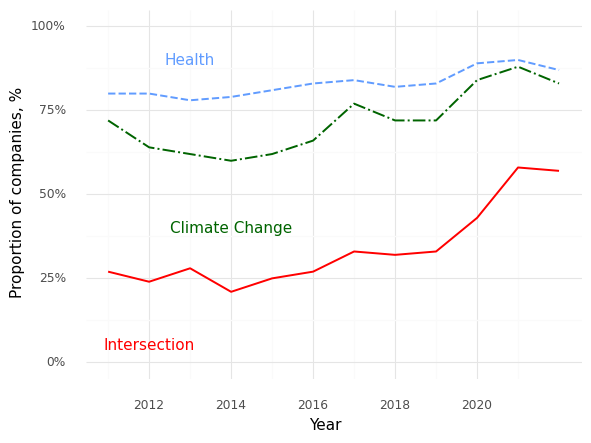 100%
Health
75%
Proportion of companies, %
50%
Climate Change
25%
Intersection
0%
2012 2014 2016 2018 2020
Year